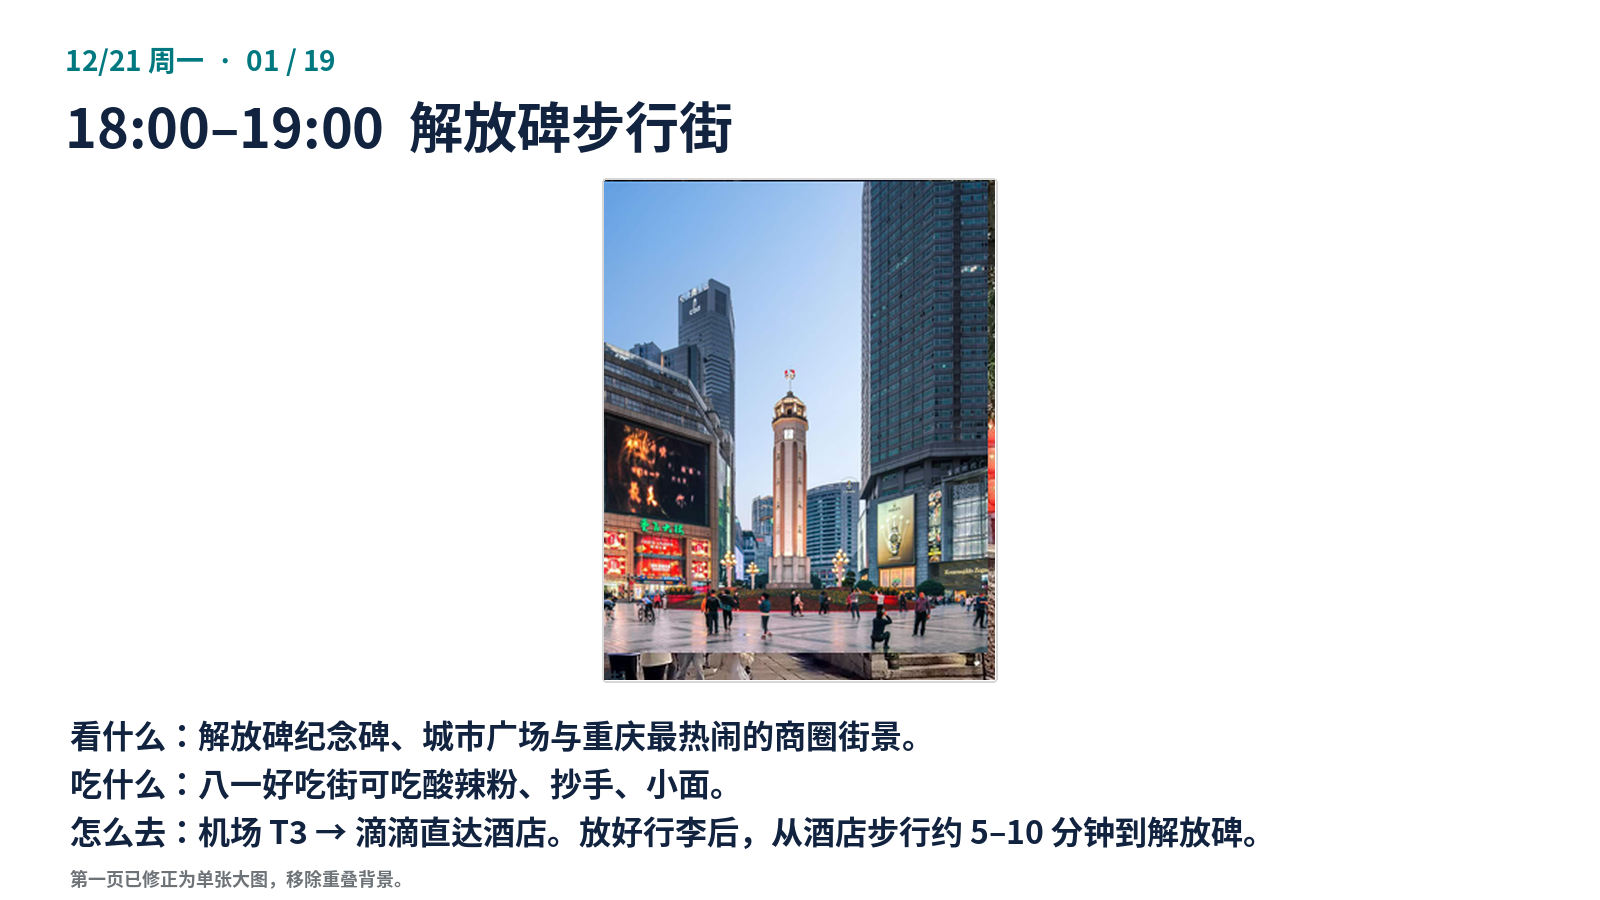 12/21 周一 · 01 / 19
18:00–19:00 解放碑步行街
看什么：解放碑纪念碑、城市广场与重庆最热闹的商圈街景。
吃什么：八一好吃街可吃酸辣粉、抄手、小面。
怎么去：机场 T3 → 滴滴直达酒店。放好行李后，从酒店步行约 5–10 分钟到解放碑。
第一页已修正为单张大图，移除重叠背景。